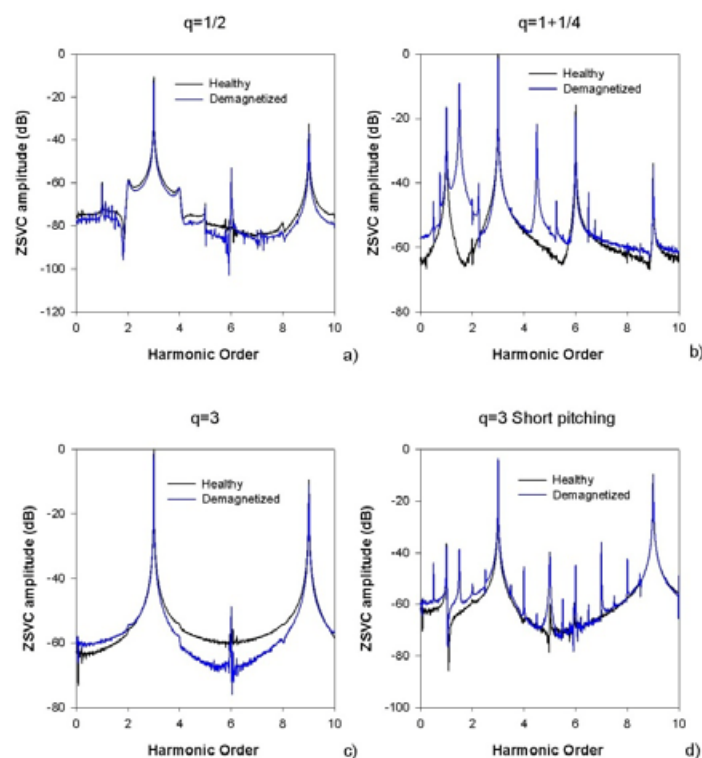 q=1/2
0
-20
-40
-60
-80
-100
-120
ZSVC amplitude (dB)
Healthy
Demagnetized
0 2 4 6 8 10
Harmonic Order
a)
q=1+1/4
0
-20
-40
-60
-80
ZSVC amplitude (dB)
Healthy
Demagnetized
0 2 4 6 8 10
Harmonic Order
b)
q=3
0
-20
-40
-60
-80
ZSVC amplitude (dB)
Healthy
Demagnetized
0 2 4 6 8 10
Harmonic Order
c)
q=3 Short pitching
0
-20
-40
-60
-80
-100
ZSVC amplitude (dB)
Healthy
Demagnetized
0 2 4 6 8 10
Harmonic Order
d)